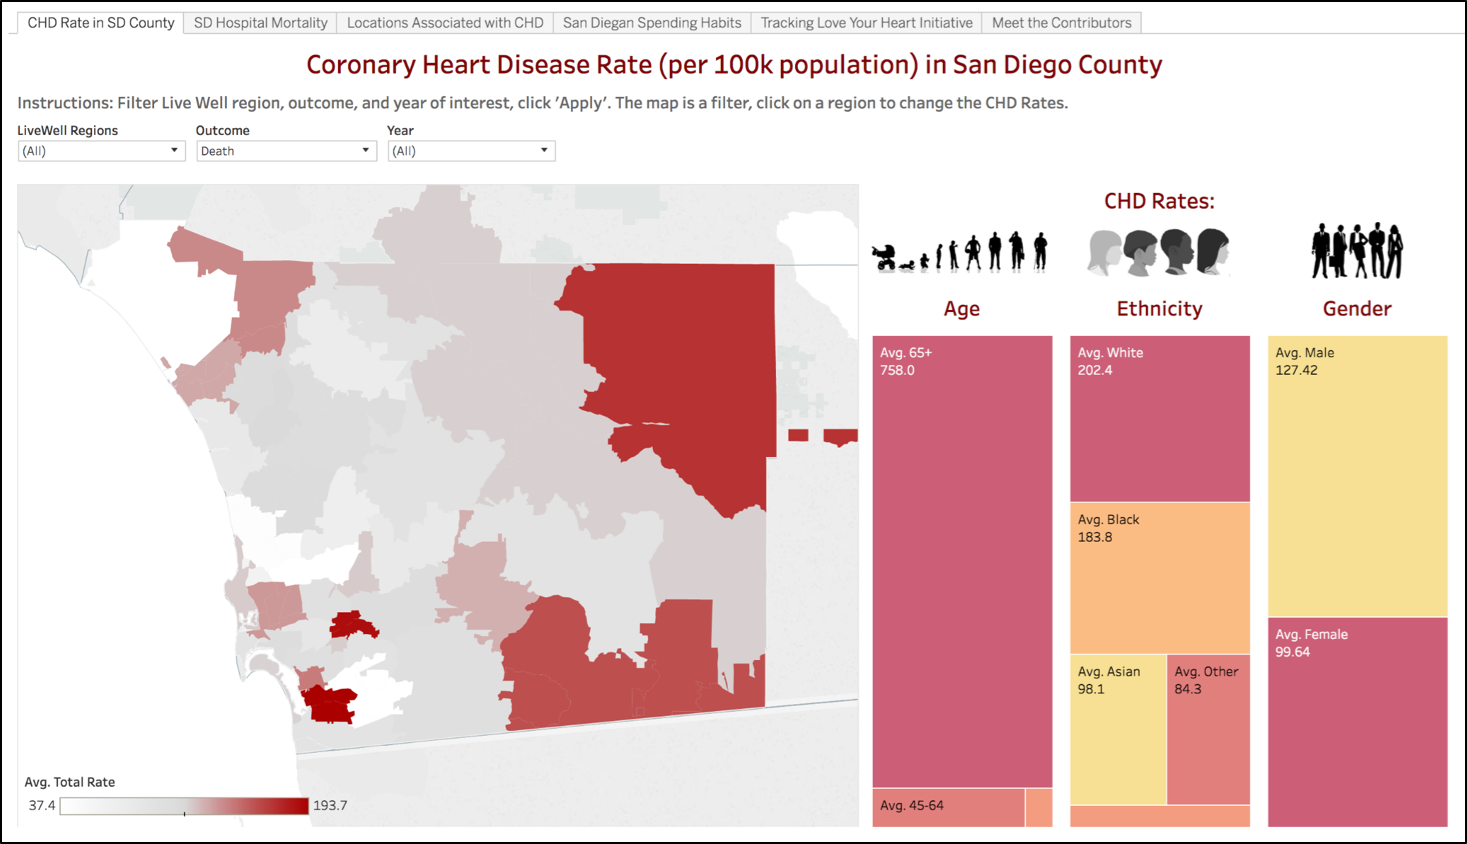 CHD Rate in SD County
SD Hospital Mortality
Locations Associated with CHD
San Diegan Spending Habits
Tracking Love Your Heart Initiative
Meet the Contributors
Coronary Heart Disease Rate (per 100k population) in San Diego County
Instructions: Filter Live Well region, outcome, and year of interest, click 'Apply'. The map is a filter, click on a region to change the CHD Rates.
LiveWell Regions
Outcome
Year
(All)
Death
(All)
CHD Rates:
Age
Ethnicity
Gender
Avg. 65+
758.0
Avg. 45-64
Avg. White
202.4
Avg. Black
183.8
Avg. Asian
98.1
Avg. Other
84.3
Avg. Male
127.42
Avg. Female
99.64
Avg. Total Rate
37.4
193.7